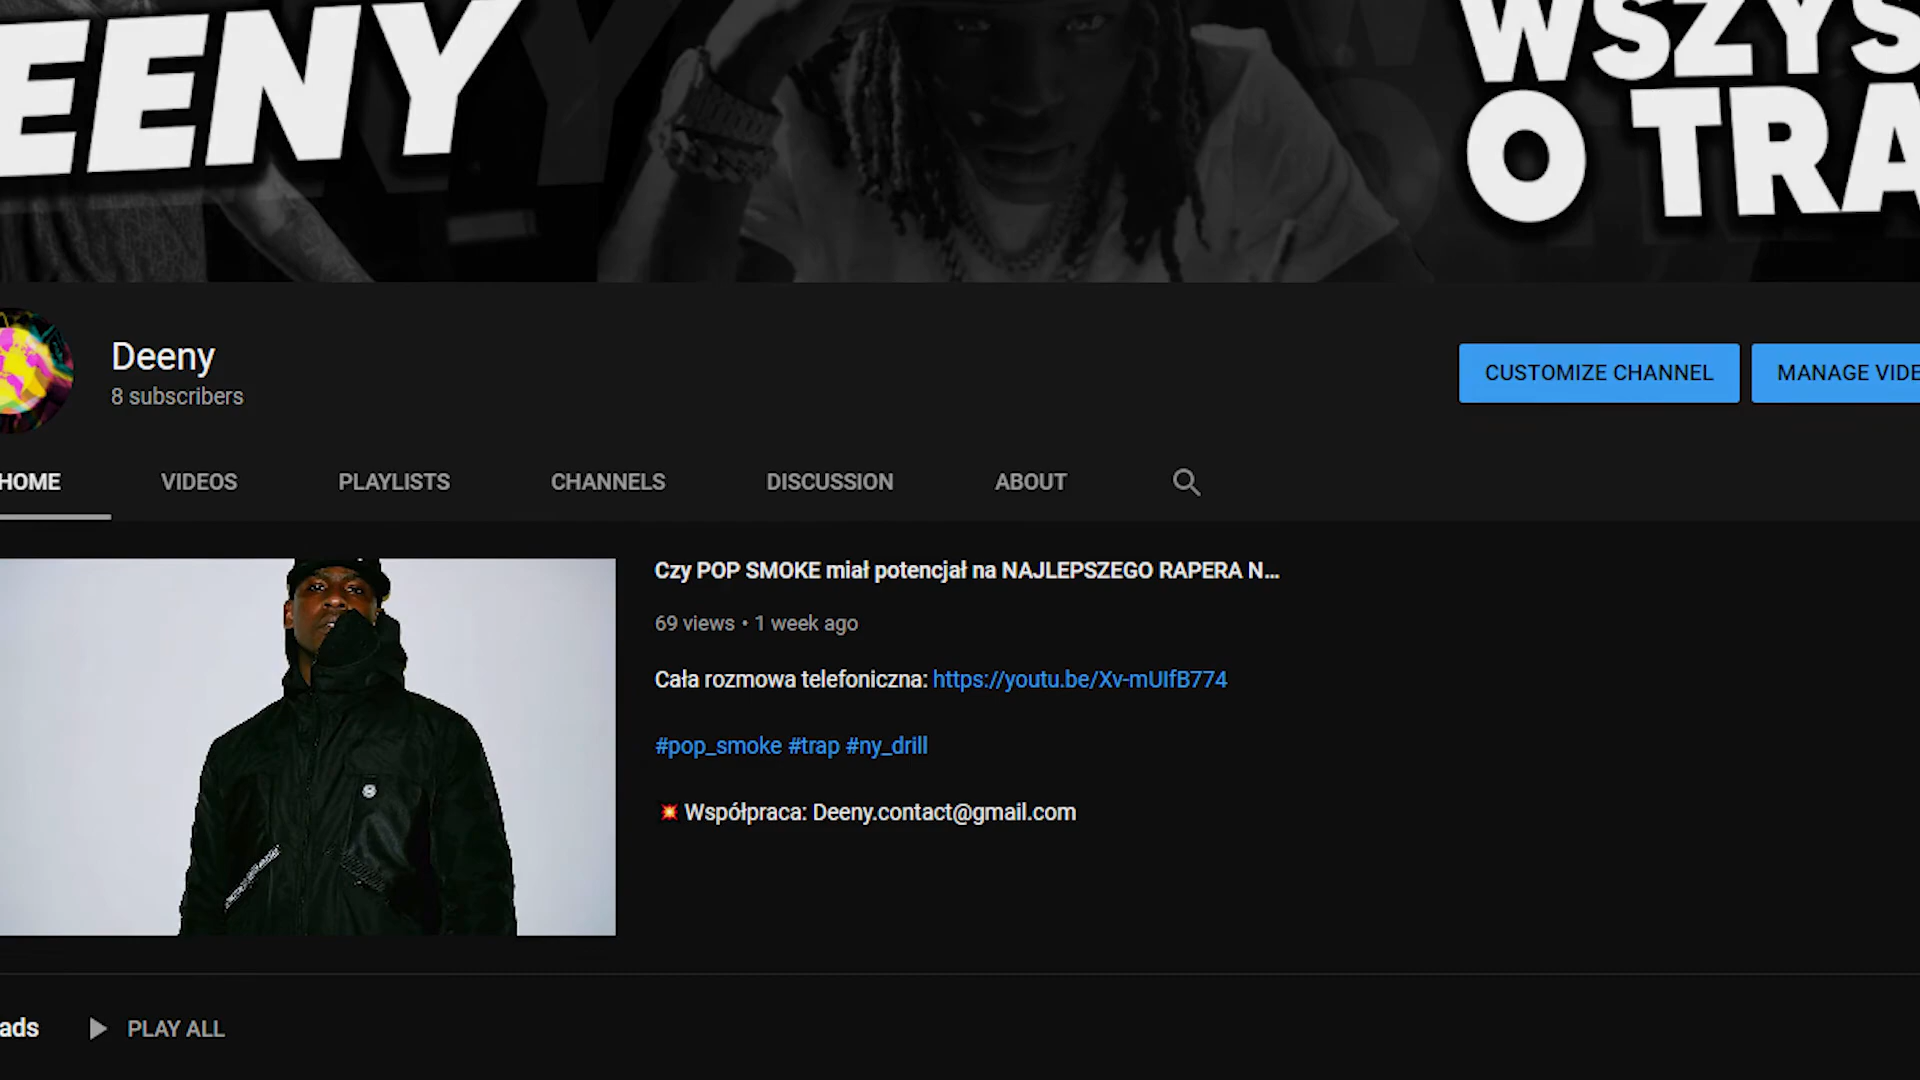 EENY
WSZYS
O TRA
Deeny
8 subscribers
CUSTOMIZE CHANNEL
MANAGE VIDE
HOME
VIDEOS
PLAYLISTS
CHANNELS
DISCUSSION
ABOUT
Czy POP SMOKE miał potencjał na NAJLEPSZEGO RAPERA N...
69 views • 1 week ago
Cała rozmowa telefoniczna: https://youtu.be/Xv-mUIfB774
#pop_smoke #trap #ny_drill
💥 Współpraca: Deeny.contact@gmail.com
ads
PLAY ALL